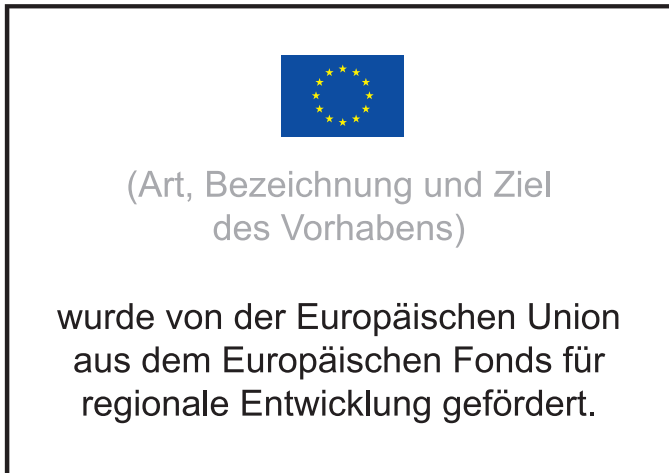 (Art, Bezeichnung und Ziel
des Vorhabens)
wurde von der Europäischen Union
aus dem Europäischen Fonds für
regionale Entwicklung gefördert.